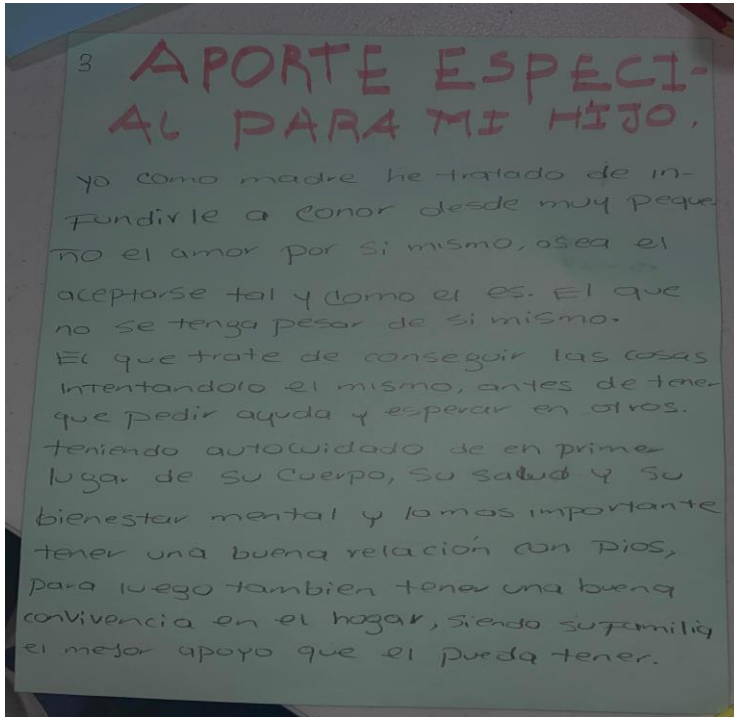 3 APORTE ESPECI-
AL PARA MI HIJO.
yo como madre he tratado de in-
Fundirle a conor desde muy peque
ño el amor por si mismo, osea el
aceptarse tal y como el es. El que
no se tenga pesar de si mismo.
El que trate de conseguir las cosas
intentandolo el mismo, antes de tener
que pedir ayuda y esperar en otros.
teniendo autocuidado de en primer
lugar de su cuerpo, su salud y su
bienestar mental y lo mas importante
tener una buena relación con Dios,
para luego tambien tener una buena
convivencia en el hogar, siendo su familia
el mejor apoyo que el pueda tener.